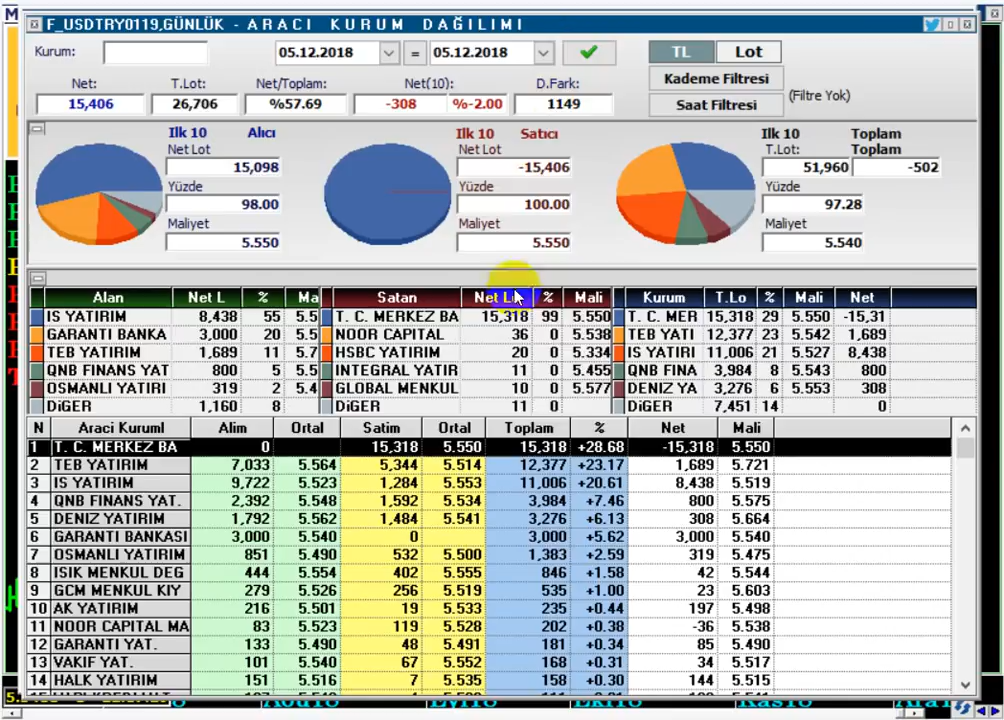 F_USDTRY0119,GÜNLÜK - ARACI KURUM DAĞILIMI
Kurum: 05.12.2018 = 05.12.2018 TL Lot
Kademe Filtresi
Net: T.Lot: Net/Toplam: Net(10): D.Fark:
15,406 26,706 %57.69 -308 %-2.00 1149
Saat Filtresi (Filtre Yok)
Ilk 10 Alıcı
Net Lot
15,098
Yüzde
98.00
Maliyet
5.550
Ilk 10 Satıcı
Net Lot
-15,406
Yüzde
100.00
Maliyet
5.550
Ilk 10 Toplam
T.Lot: Toplam
51,960 -502
Yüzde
97.28
Maliyet
5.540
Alan Net L % Ma Satan % Mali Kurum T.Lo % Mali Net
IS YATIRIM 8,438 55 5.5 T. C. MERKEZ BA 15,318 99 5.550 T. C. MER 15,318 29 5.550 -15,31
GARANTI BANKA 3,000 20 5.5 NOOR CAPITAL 36 0 5.538 TEB YATI 12,377 23 5.542 1,689
TEB YATIRIM 1,689 11 5.7 HSBC YATIRIM 20 0 5.334 IS YATIRI 11,006 21 5.527 8,438
QNB FINANS YAT 800 5 5.5 INTEGRAL YATIR 11 0 5.455 QNB FINA 3,984 8 5.543 800
OSMANLI YATIRI 319 2 5.4 GLOBAL MENKUL 10 0 5.577 DENIZ YA 3,276 6 5.553 308
DiĞER 1,160 8 DiĞER 11 0 DiĞER 7,451 14 0
N Araci KurumI Alim Ortal Satim Ortal Toplam % Net Mali
1 T. C. MERKEZ BA 0 15,318 5.550 15,318 +28.68 -15,318 5.550
2 TEB YATIRIM 7,033 5.564 5,344 5.514 12,377 +23.17 1,689 5.721
3 IS YATIRIM 9,722 5.523 1,284 5.553 11,006 +20.61 8,438 5.519
4 QNB FINANS YAT. 2,392 5.548 1,592 5.534 3,984 +7.46 800 5.575
5 DENIZ YATIRIM 1,792 5.562 1,484 5.541 3,276 +6.13 308 5.664
6 GARANTI BANKASI 3,000 5.540 0 3,000 +5.62 3,000 5.540
7 OSMANLI YATIRIM 851 5.490 532 5.500 1,383 +2.59 319 5.475
8 ISIK MENKUL DEG 444 5.554 402 5.555 846 +1.58 42 5.544
9 GCM MENKUL KIY 279 5.526 256 5.519 535 +1.00 23 5.603
10 AK YATIRIM 216 5.501 19 5.533 235 +0.44 197 5.498
11 NOOR CAPITAL MA 83 5.523 119 5.528 202 +0.38 -36 5.538
12 GARANTI YAT. 133 5.490 48 5.491 181 +0.34 85 5.490
13 VAKIF YAT. 101 5.540 67 5.552 168 +0.31 34 5.517
14 HALK YATIRIM 151 5.516 7 5.535 158 +0.30 144 5.515